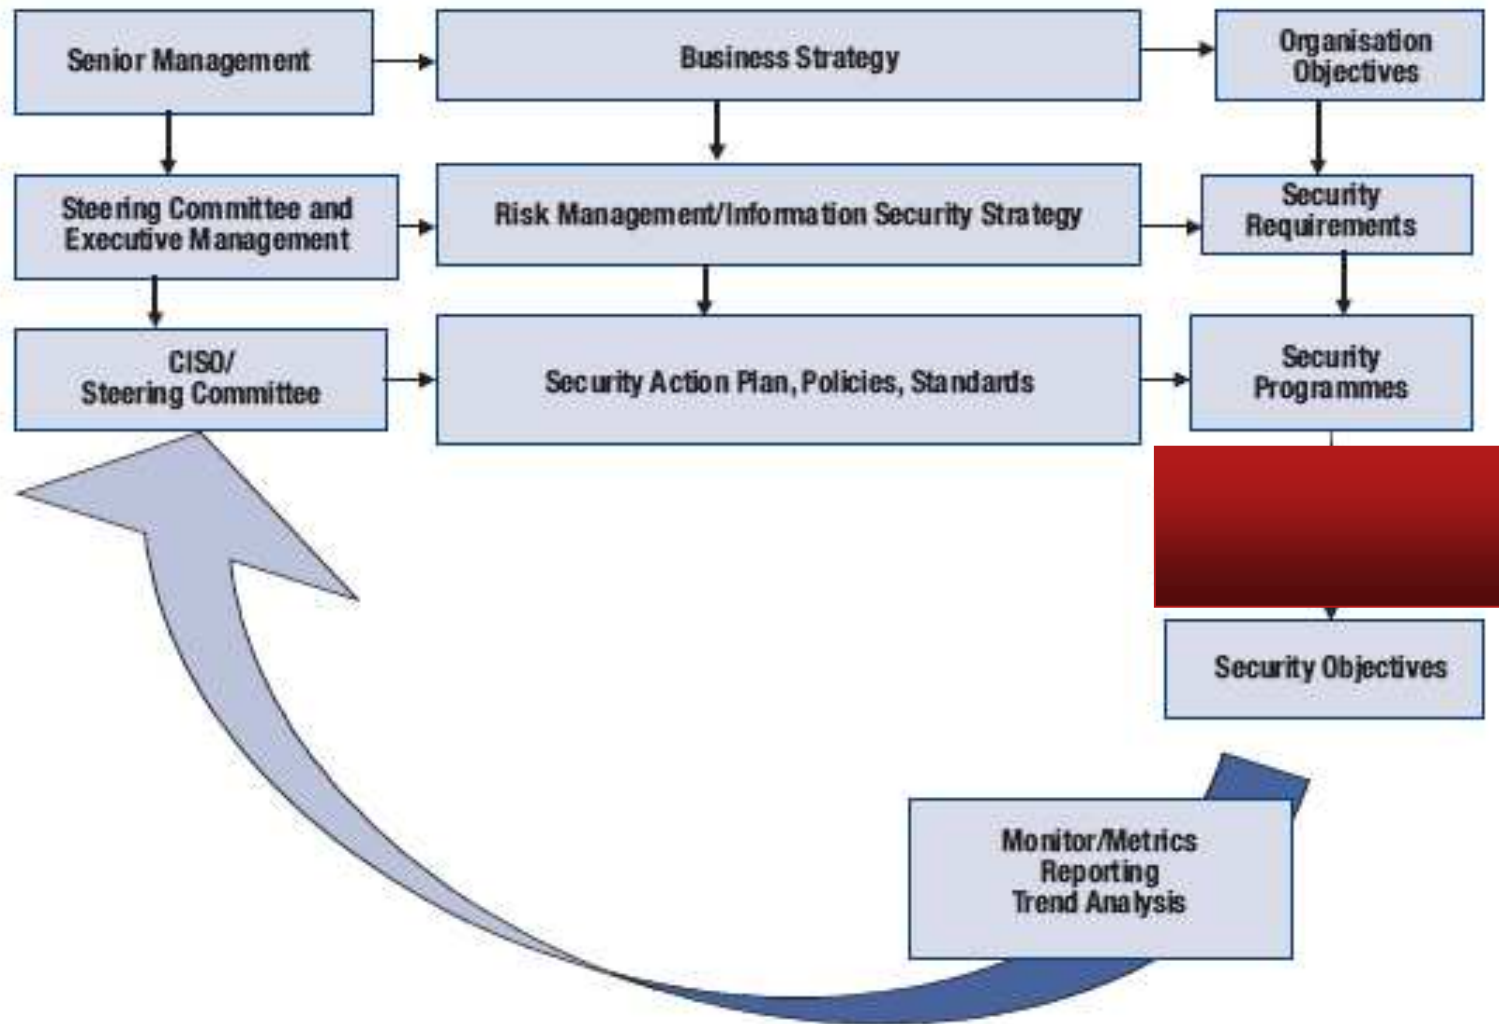 Senior Management
Business Strategy
Organisation
Objectives
Steering Committee and
Executive Management
Risk Management/Information Security Strategy
Security
Requirements
CISO/
Steering Committee
Security Action Plan, Policies, Standards
Security
Programmes
Security Objectives
Monitor/Metrics
Reporting
Trend Analysis